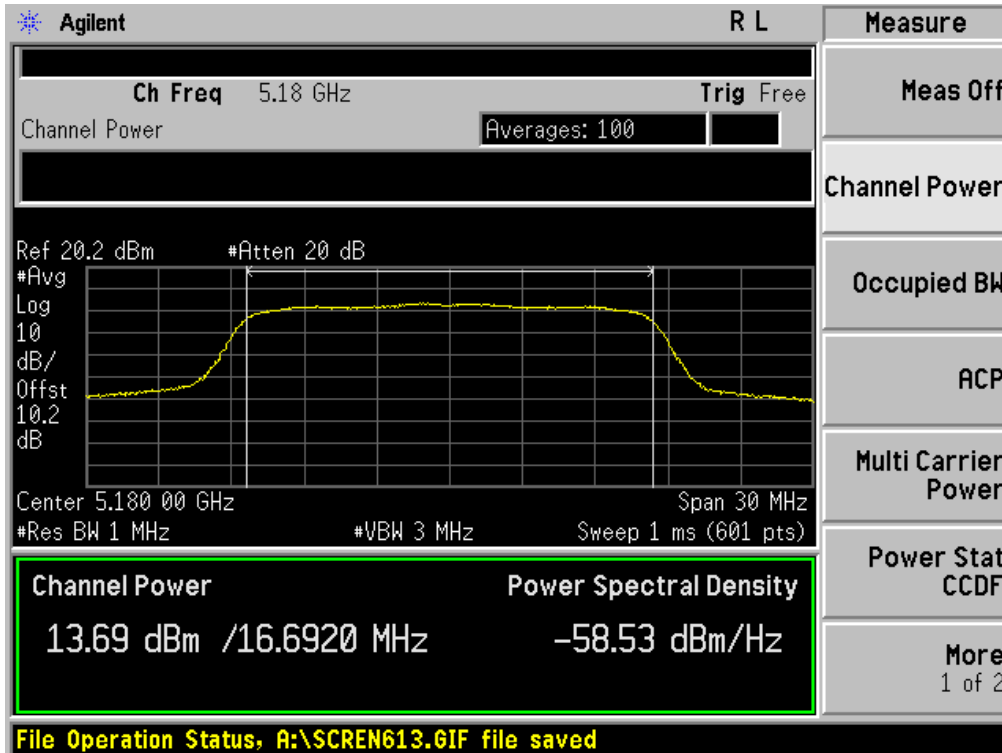 Agilent R L Measure
Ch Freq 5.18 GHz Trig Free
Channel Power Averages: 100
Meas Off
Channel Power
Ref 20.2 dBm #Atten 20 dB
#Avg
Log
10
dB/
Offst
10.2
dB
Occupied BW
ACP
Multi Carrier
Power
Center 5.180 00 GHz Span 30 MHz
#Res BW 1 MHz #VBW 3 MHz Sweep 1 ms (601 pts)
Power Stat
CCDF
Channel Power Power Spectral Density
13.69 dBm /16.6920 MHz -58.53 dBm/Hz
More
1 of 2
File Operation Status, A:\SCREN613.GIF file saved